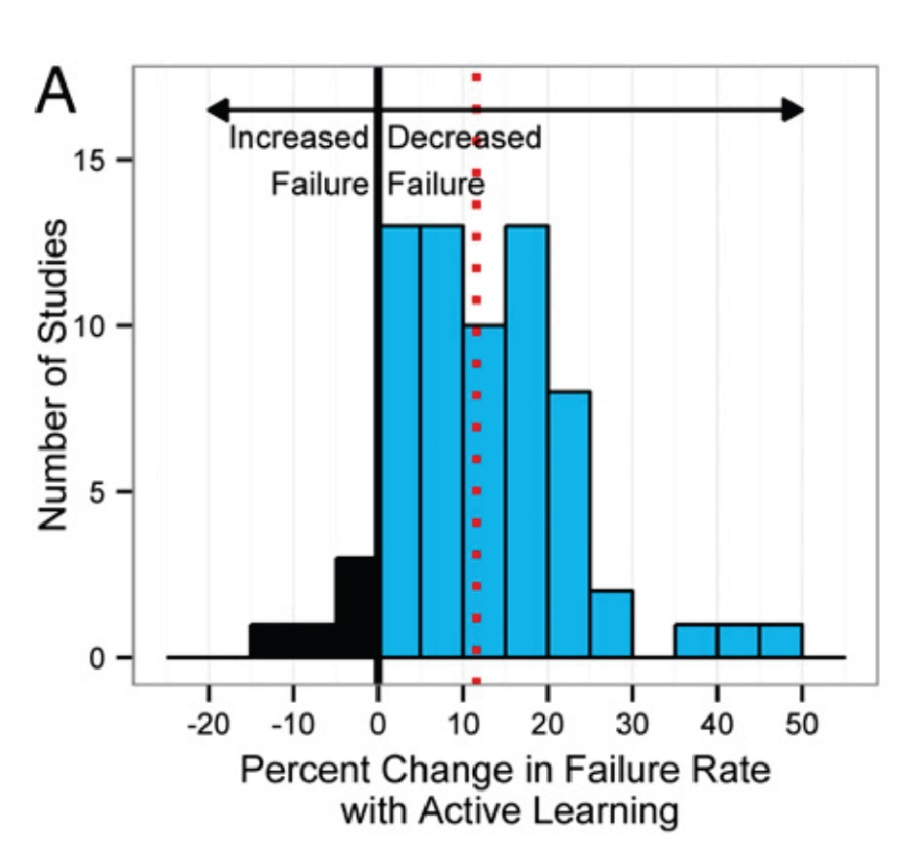 A
Increased Decreased
Failure Failure
15
10
5
0
-20 -10 0 10 20 30 40 50
Number of Studies
Percent Change in Failure Rate
with Active Learning